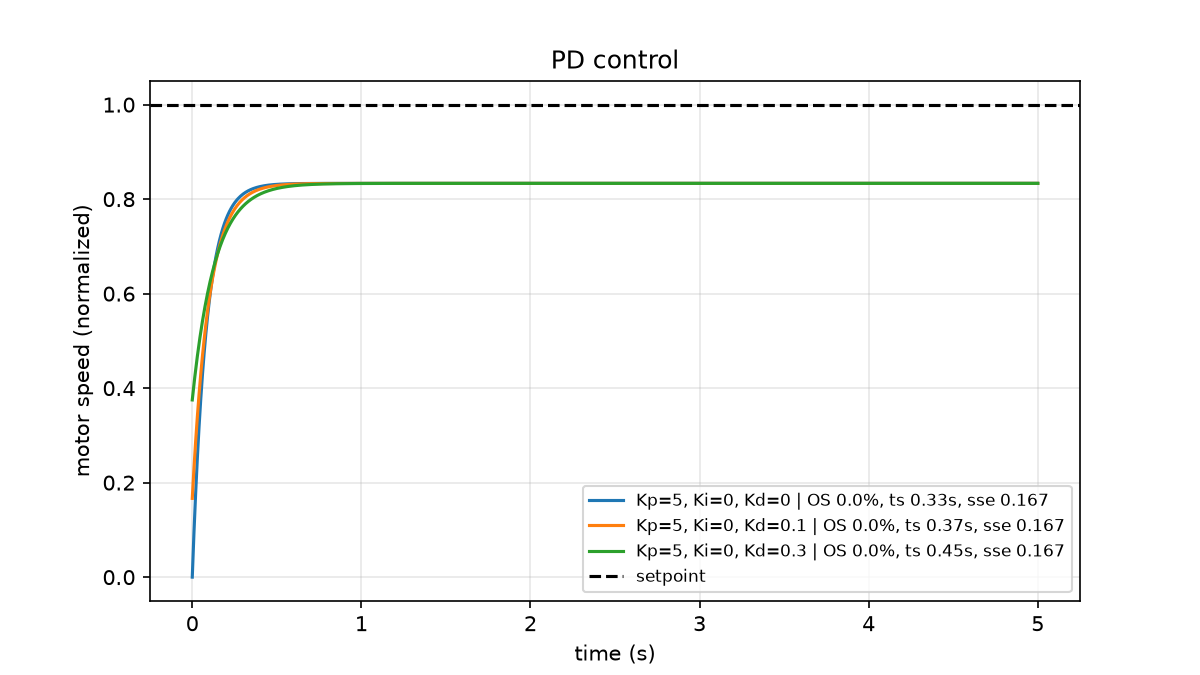 PD control
motor speed (normalized)
1.0
0.8
0.6
0.4
0.2
0.0
Kp=5, Ki=0, Kd=0 | OS 0.0%, ts 0.33s, sse 0.167
Kp=5, Ki=0, Kd=0.1 | OS 0.0%, ts 0.37s, sse 0.167
Kp=5, Ki=0, Kd=0.3 | OS 0.0%, ts 0.45s, sse 0.167
setpoint
0 1 2 3 4 5
time (s)